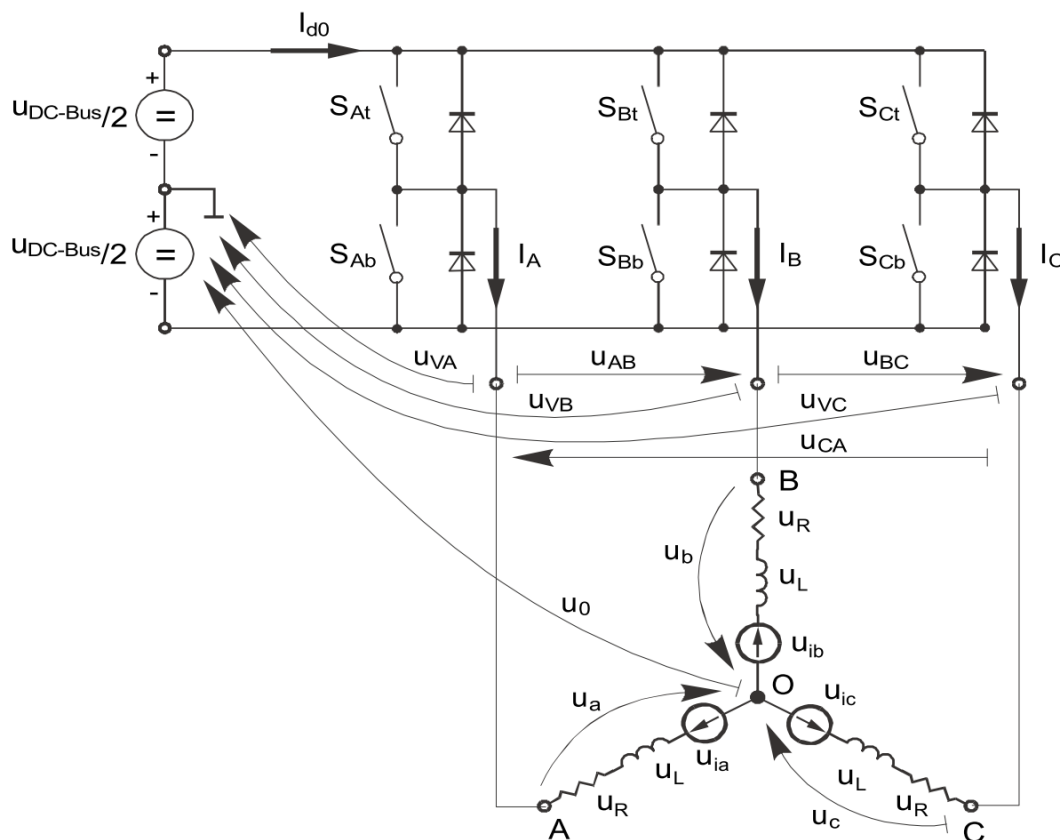 Id0
+
uDC-Bus/2
=
-
SAt
SBt
SCt
+
uDC-Bus/2
=
-
SAb
IA
SBb
IB
SCb
IC
uVA
uAB
uBC
uVB
uVC
uCA
B
uR
ub
uL
u0
uib
O
ua
uic
uia
uL
uL
uR
uR
uc
A
C